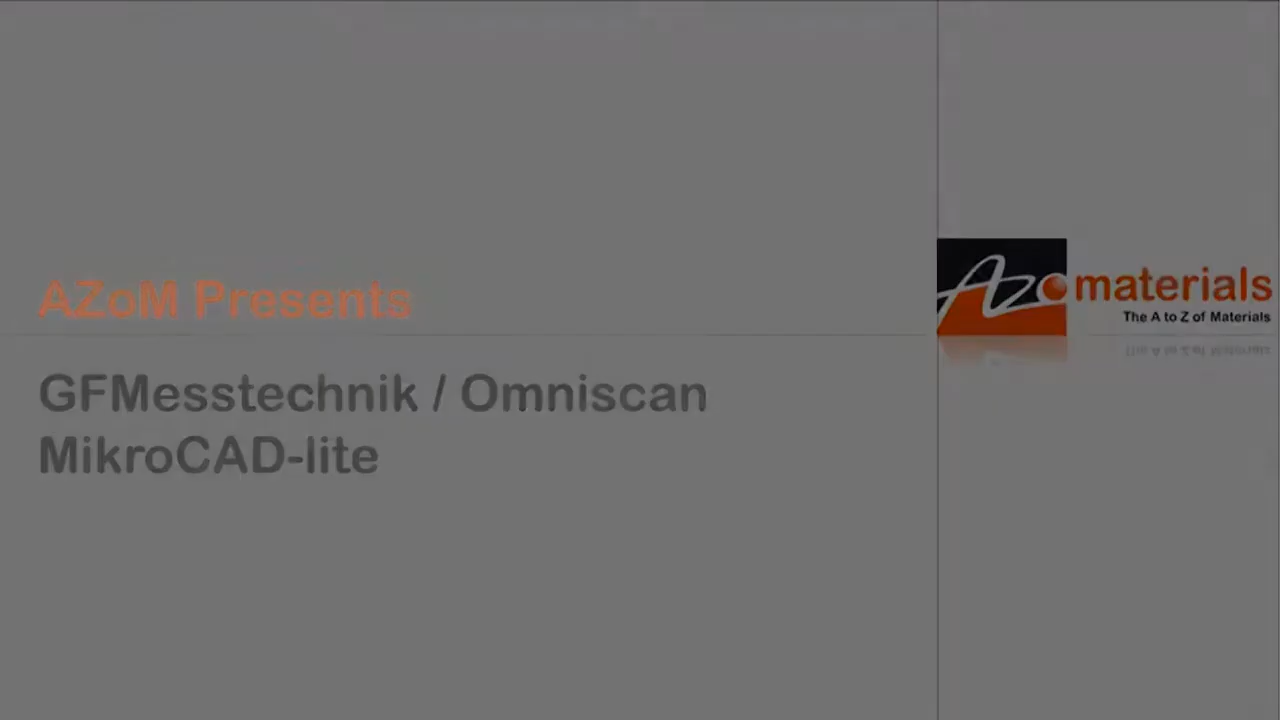 AZoM Presents
GFMesstechnik / Omniscan
MikroCAD-lite
AZo materials
The A to Z of Materials